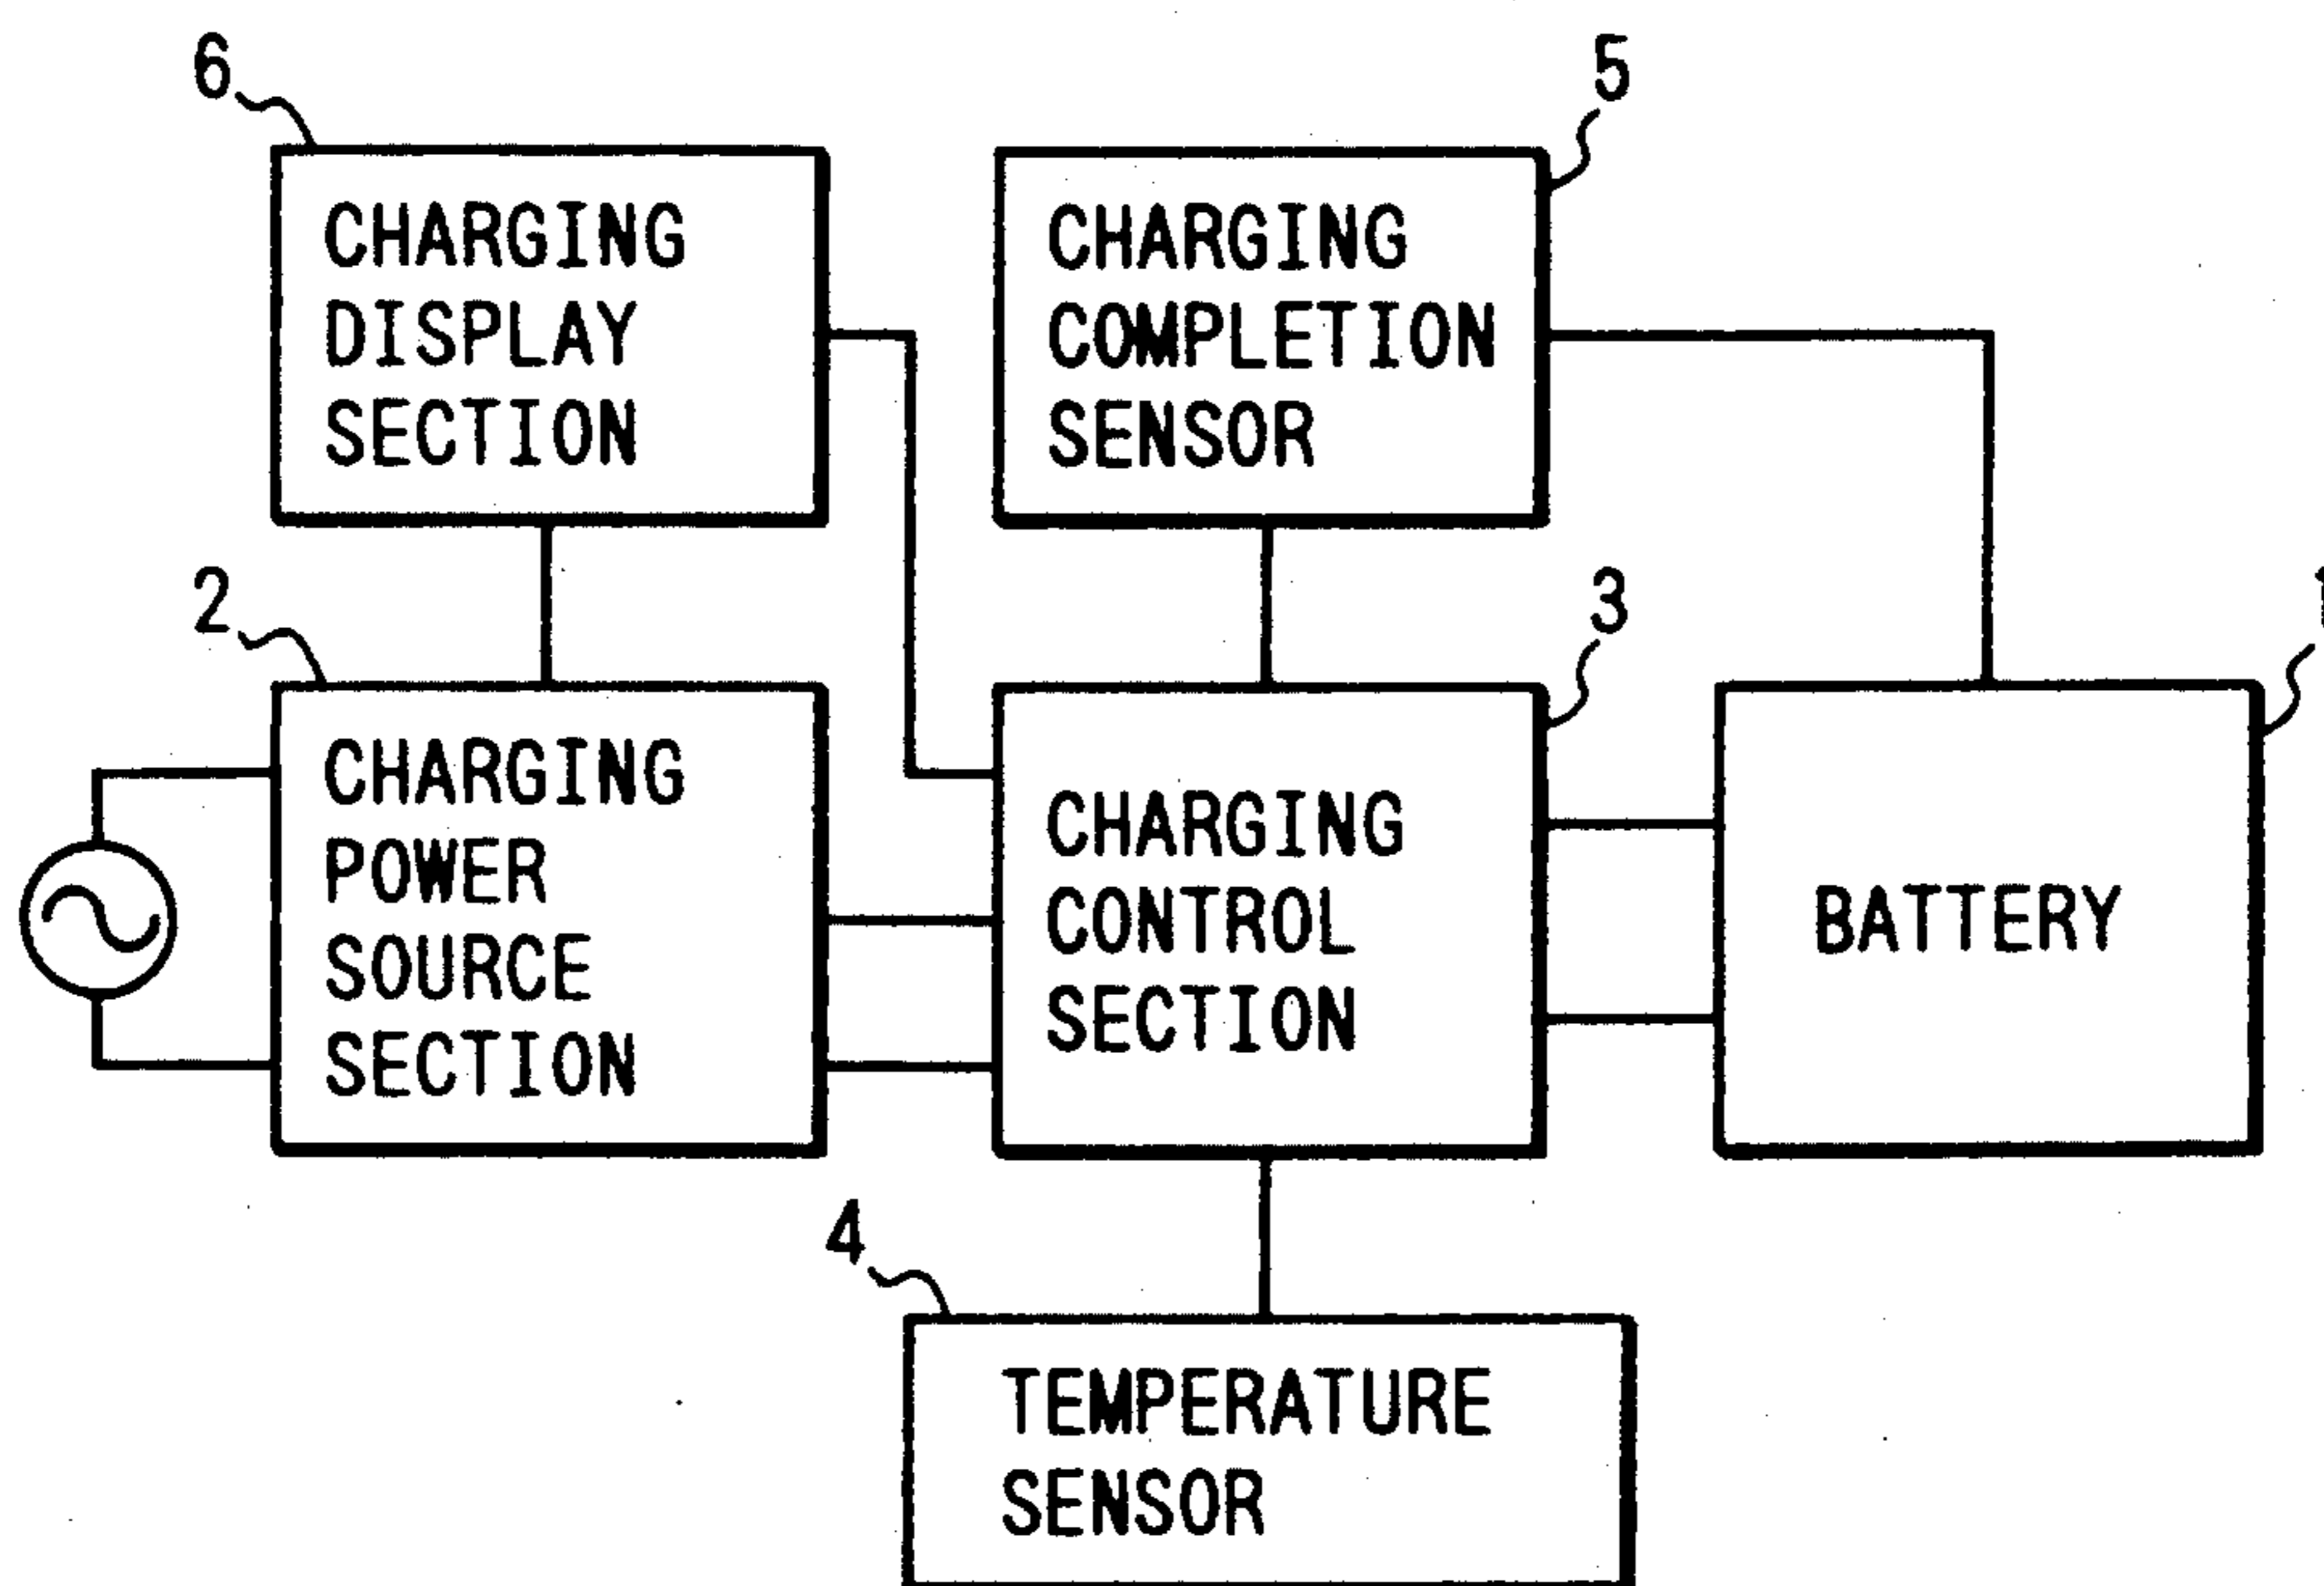 6
5
CHARGING
DISPLAY
SECTION
CHARGING
COMPLETION
SENSOR
2
3
1
CHARGING
POWER
SOURCE
SECTION
CHARGING
CONTROL
SECTION
BATTERY
4
TEMPERATURE
SENSOR